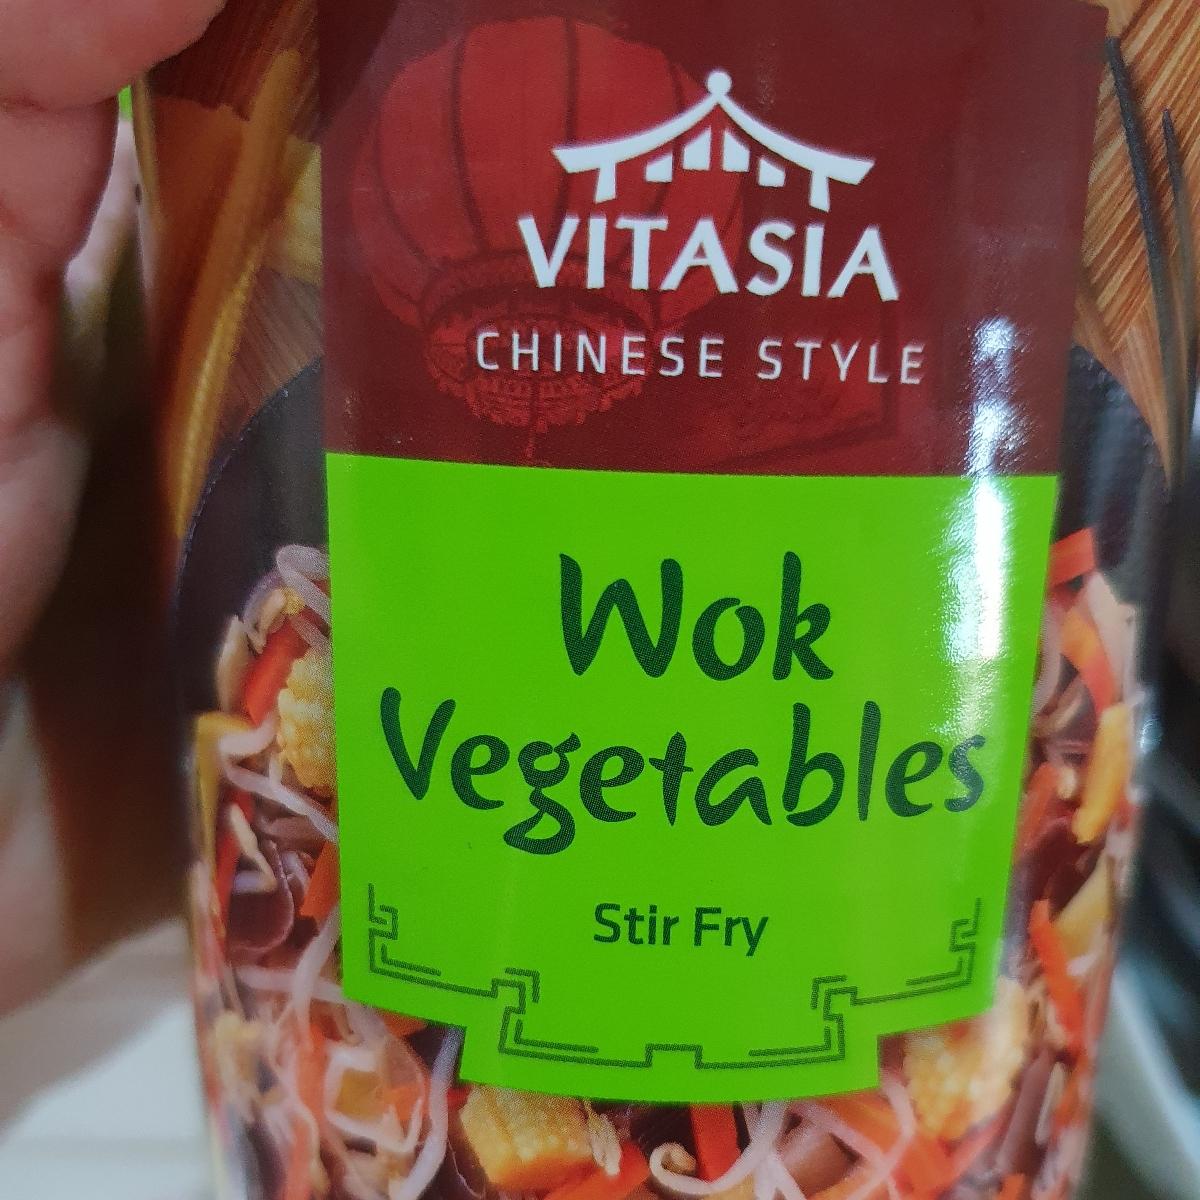 VITASIA
CHINESE STYLE
Wok
Vegetables
Stir Fry